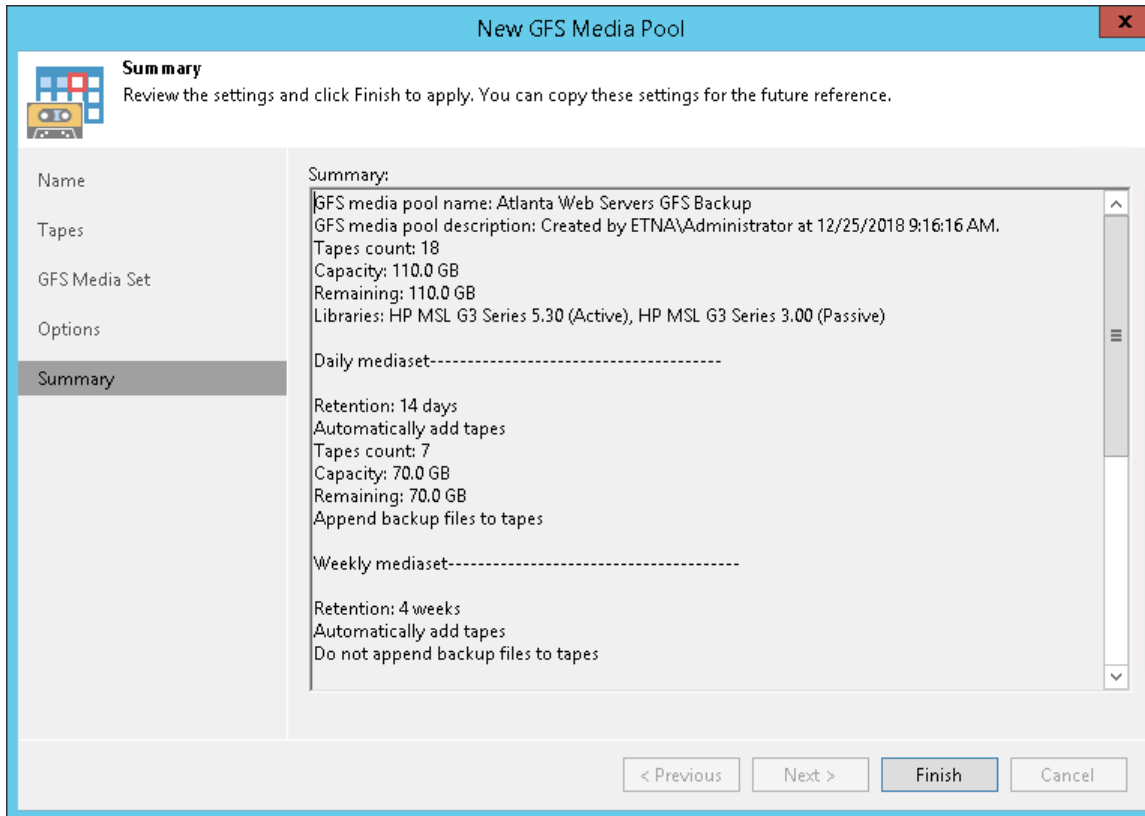 New GFS Media Pool
x
Summary
Review the settings and click Finish to apply. You can copy these settings for the future reference.
Name
Tapes
GFS Media Set
Options
Summary
Summary:
GFS media pool name: Atlanta Web Servers GFS Backup
GFS media pool description: Created by ETNA\Administrator at 12/25/2018 9:16:16 AM.
Tapes count: 18
Capacity: 110.0 GB
Remaining: 110.0 GB
Libraries: HP MSL G3 Series 5.30 (Active), HP MSL G3 Series 3.00 (Passive)
Daily mediaset---------------------------------------
Retention: 14 days
Automatically add tapes
Tapes count: 7
Capacity: 70.0 GB
Remaining: 70.0 GB
Append backup files to tapes
Weekly mediaset---------------------------------------
Retention: 4 weeks
Automatically add tapes
Do not append backup files to tapes
< Previous
Next >
Finish
Cancel